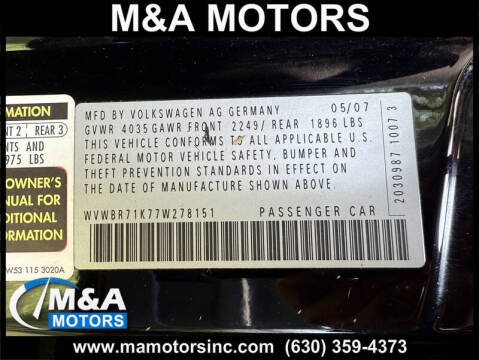 M&A MOTORS
MATION
NT 2 REAR 3
NTS AND
975 LBS
OWNER'S
NUAL FOR
DITIONAL
ORMATION
W53 115 3020A
MFD BY VOLKSWAGEN AG GERMANY 05/07
GVWR 4035 GAWR FRONT 2249/ REAR 1896 LBS
THIS VEHICLE CONFORMS TO ALL APPLICABLE U.S.
FEDERAL MOTOR VEHICLE SAFETY, BUMPER AND
THEFT PREVENTION STANDARDS IN EFFECT ON
THE DATE OF MANUFACTURE SHOWN ABOVE.
WVWBR71K77W278151 PASSENGER CAR
2030987 1007 3
M&A
MOTORS
www.mamotorsinc.com (630) 359-4373